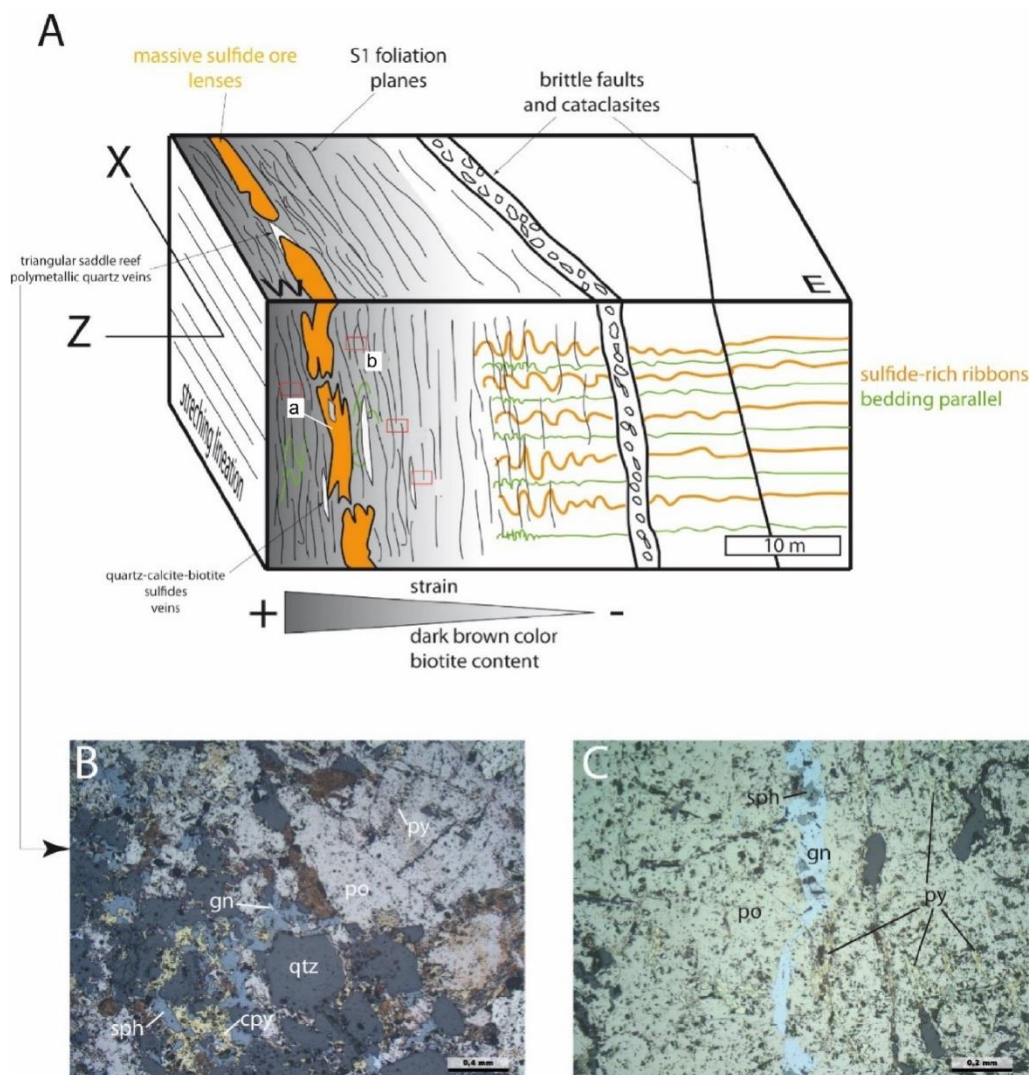 A
massive sulfide ore
lenses
S1 foliation
planes
brittle faults
and cataclasites
X
triangular saddle reef
polymetallic quartz veins
W
E
Z
b
a
streching lineation
sulfide-rich ribbons
bedding parallel
10 m
quartz-calcite-biotite
sulfides
veins
+
strain
-
dark brown color
biotite content
B
py
po
gn
qtz
sph
cpy
0,4 mm
C
sph
gn
po
py
0,2 mm